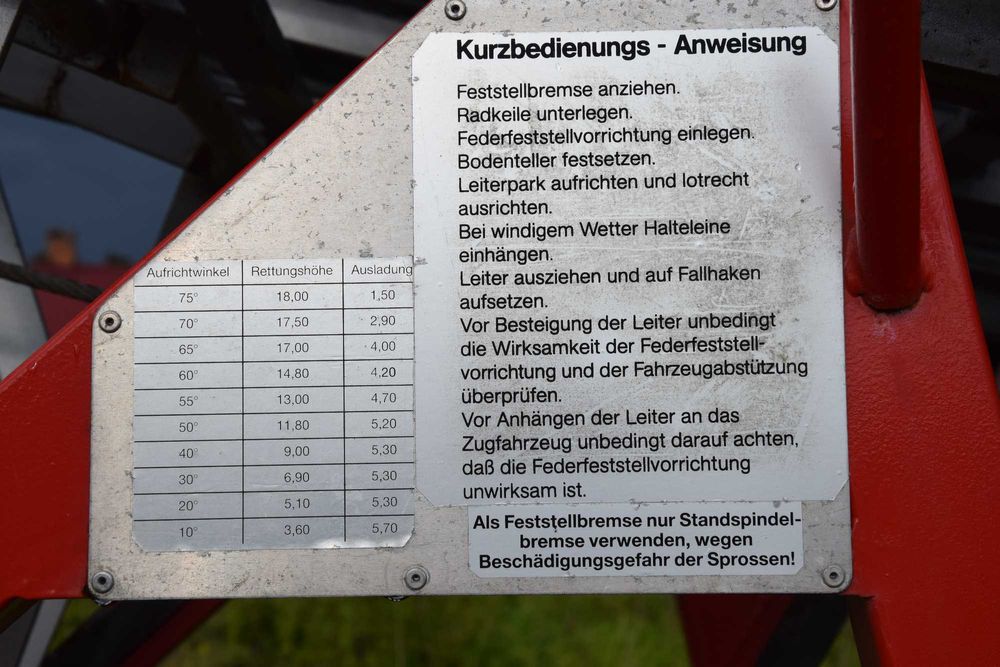 Kurzbedienungs - Anweisung
Feststellbremse anziehen.
Radkeile unterlegen.
Federfeststellvorrichtung einlegen.
Bodenteller festsetzen.
Leiterpark aufrichten und lotrecht
ausrichten.
Bei windigem Wetter Halteleine
einhängen.
Leiter ausziehen und auf Fallhaken
aufsetzen.
Vor Besteigung der Leiter unbedingt
die Wirksamkeit der Federfeststell-
vorrichtung und der Fahrzeugabstützung
überprüfen.
Vor Anhängen der Leiter an das
Zugfahrzeug unbedingt darauf achten,
daß die Federfeststellvorrichtung
unwirksam ist.
Als Feststellbremse nur Standspindel-
bremse verwenden, wegen
Beschädigungsgefahr der Sprossen!
Aufrichtwinkel Rettungshöhe Ausladung
75° 18,00 1,50
70° 17,50 2,90
65° 17,00 4,00
60° 14,80 4,20
55° 13,00 4,70
50° 11,80 5,20
40° 9,00 5,30
30° 6,90 5,30
20° 5,10 5,30
10° 3,60 5,70